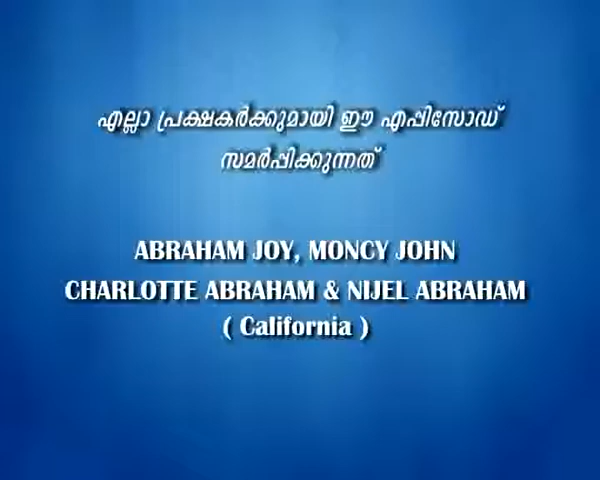 എല്ലാ പ്രക്ഷകർക്കുമായി ഈ എപ്പിസോഡ്
സമർപ്പിക്കുന്നത്
ABRAHAM JOY, MONCY JOHN
CHARLOTTE ABRAHAM & NIJEL ABRAHAM
( California )